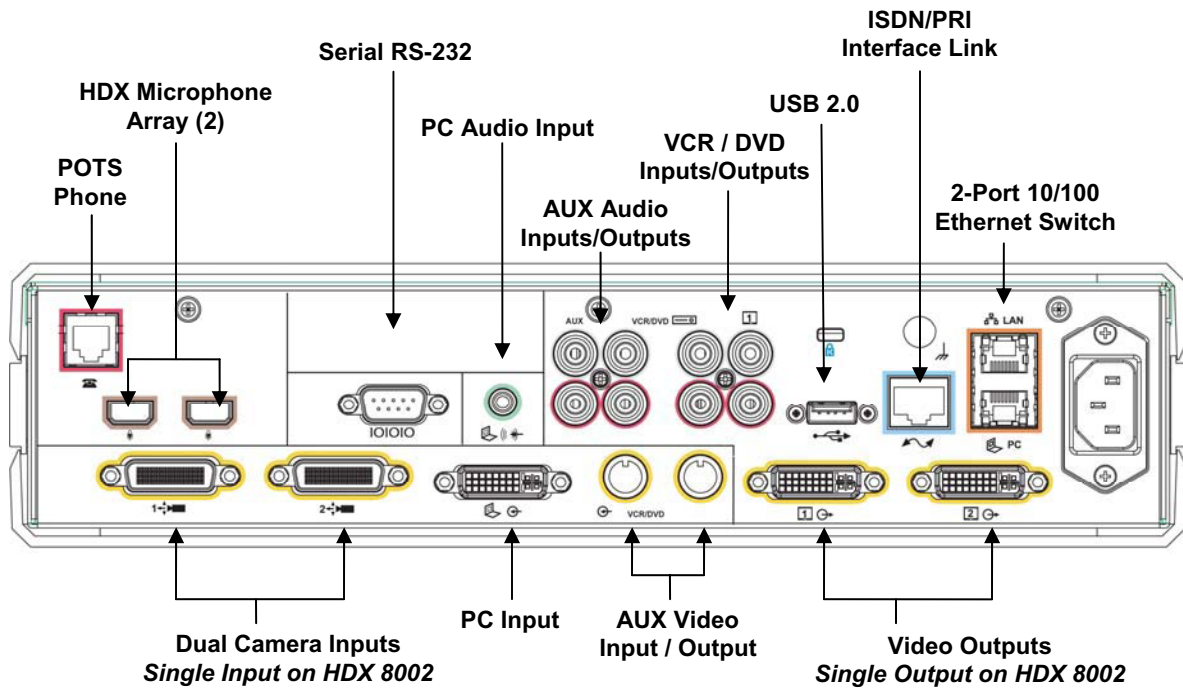 ISDN/PRI
Interface Link
Serial RS-232
HDX Microphone
Array (2)
USB 2.0
PC Audio Input
VCR / DVD
Inputs/Outputs
POTS
Phone
2-Port 10/100
Ethernet Switch
AUX Audio
Inputs/Outputs
AUX
VCR/DVD
1
LAN
IOIOIO
PC
1
2
VCR/DVD
1
2
PC Input
AUX Video
Input / Output
Dual Camera Inputs
Single Input on HDX 8002
Video Outputs
Single Output on HDX 8002